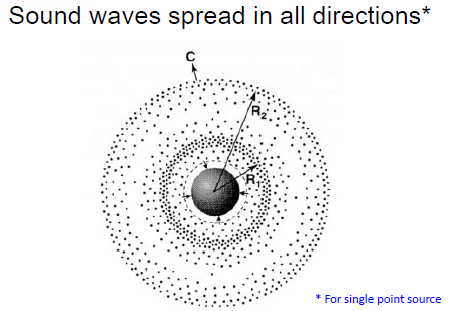 Sound waves spread in all directions*
C
R₂
R₁
* For single point source